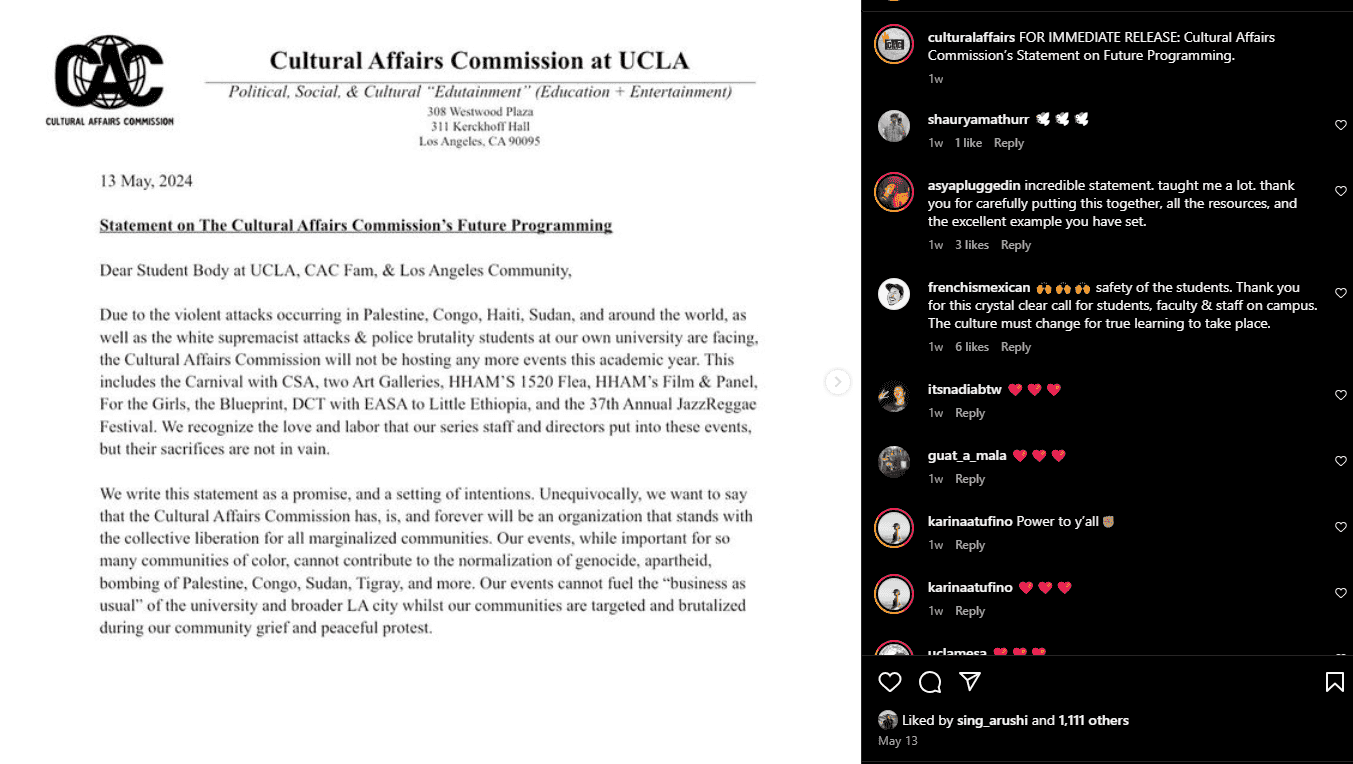 CAC
CULTURAL AFFAIRS COMMISSION
Cultural Affairs Commission at UCLA
Political, Social, & Cultural “Edutainment” (Education + Entertainment)
308 Westwood Plaza
311 Kerckhoff Hall
Los Angeles, CA 90095
13 May, 2024
Statement on The Cultural Affairs Commission’s Future Programming
Dear Student Body at UCLA, CAC Fam, & Los Angeles Community,
Due to the violent attacks occurring in Palestine, Congo, Haiti, Sudan, and around the world, as
well as the white supremacist attacks & police brutality students at our own university are facing,
the Cultural Affairs Commission will not be hosting any more events this academic year. This
includes the Carnival with CSA, two Art Galleries, HHAM’S 1520 Flea, HHAM’s Film & Panel,
For the Girls, the Blueprint, DCT with EASA to Little Ethiopia, and the 37th Annual JazzReggae
Festival. We recognize the love and labor that our series staff and directors put into these events,
but their sacrifices are not in vain.
We write this statement as a promise, and a setting of intentions. Unequivocally, we want to say
that the Cultural Affairs Commission has, is, and forever will be an organization that stands with
the collective liberation for all marginalized communities. Our events, while important for so
many communities of color, cannot contribute to the normalization of genocide, apartheid,
bombing of Palestine, Congo, Sudan, Tigray, and more. Our events cannot fuel the “business as
usual” of the university and broader LA city whilst our communities are targeted and brutalized
during our community grief and peaceful protest.
culturalaffairs FOR IMMEDIATE RELEASE: Cultural Affairs
Commission’s Statement on Future Programming.
1w
shauryamathurr 🕊️🕊️🕊️
1w 1 like Reply
asyapluggedin incredible statement. taught me a lot. thank
you for carefully putting this together, all the resources, and
the excellent example you have set.
1w 3 likes Reply
frenchismexican 🙌🙌🙌 safety of the students. Thank you
for this crystal clear call for students, faculty & staff on campus.
The culture must change for true learning to take place.
1w 6 likes Reply
itsnadiabtw ❤️❤️❤️
1w Reply
guat_a_mala ❤️❤️❤️
1w Reply
karinaatufino Power to y’all ✊🏽
1w Reply
karinaatufino ❤️❤️❤️
1w Reply
uclamesa ❤️❤️❤️
Liked by sing_arushi and 1,111 others
May 13